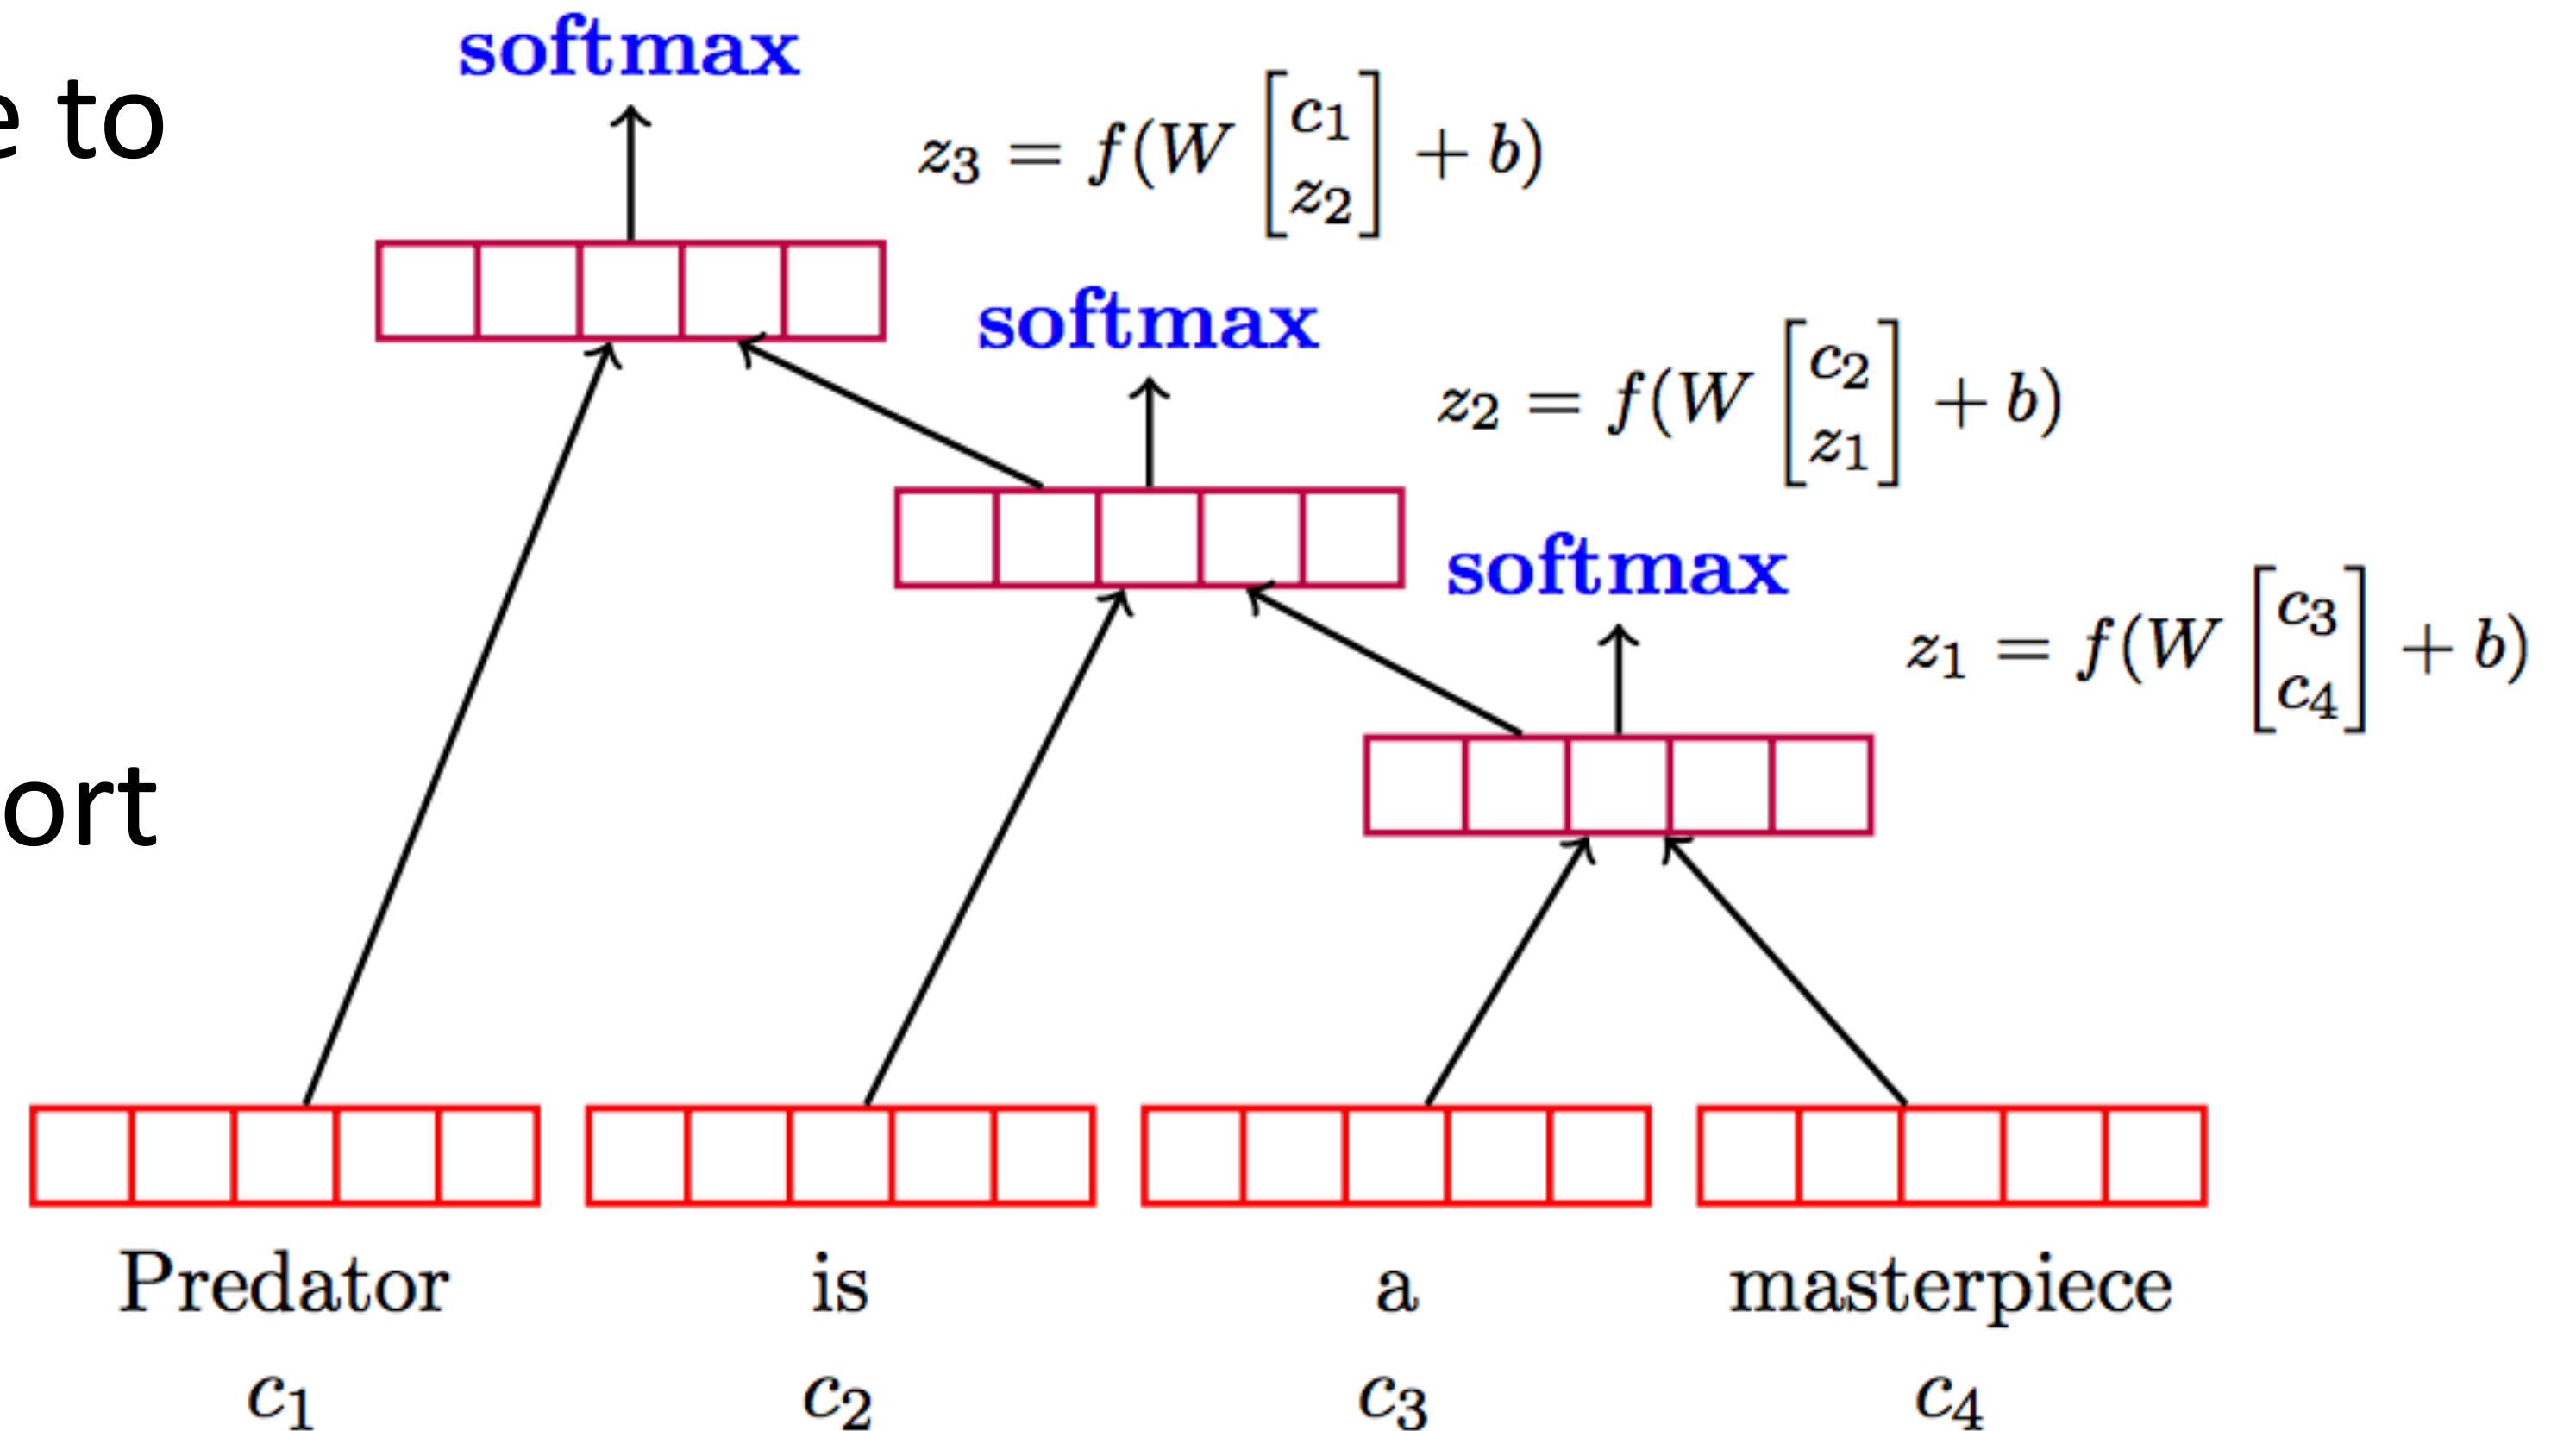 softmax
e to
z₃ = f(W [c₁ z₂] + b)
softmax
z₂ = f(W [c₂ z₁] + b)
softmax
z₁ = f(W [c₃ c₄] + b)
ort
Predator is a masterpiece
c₁ c₂ c₃ c₄